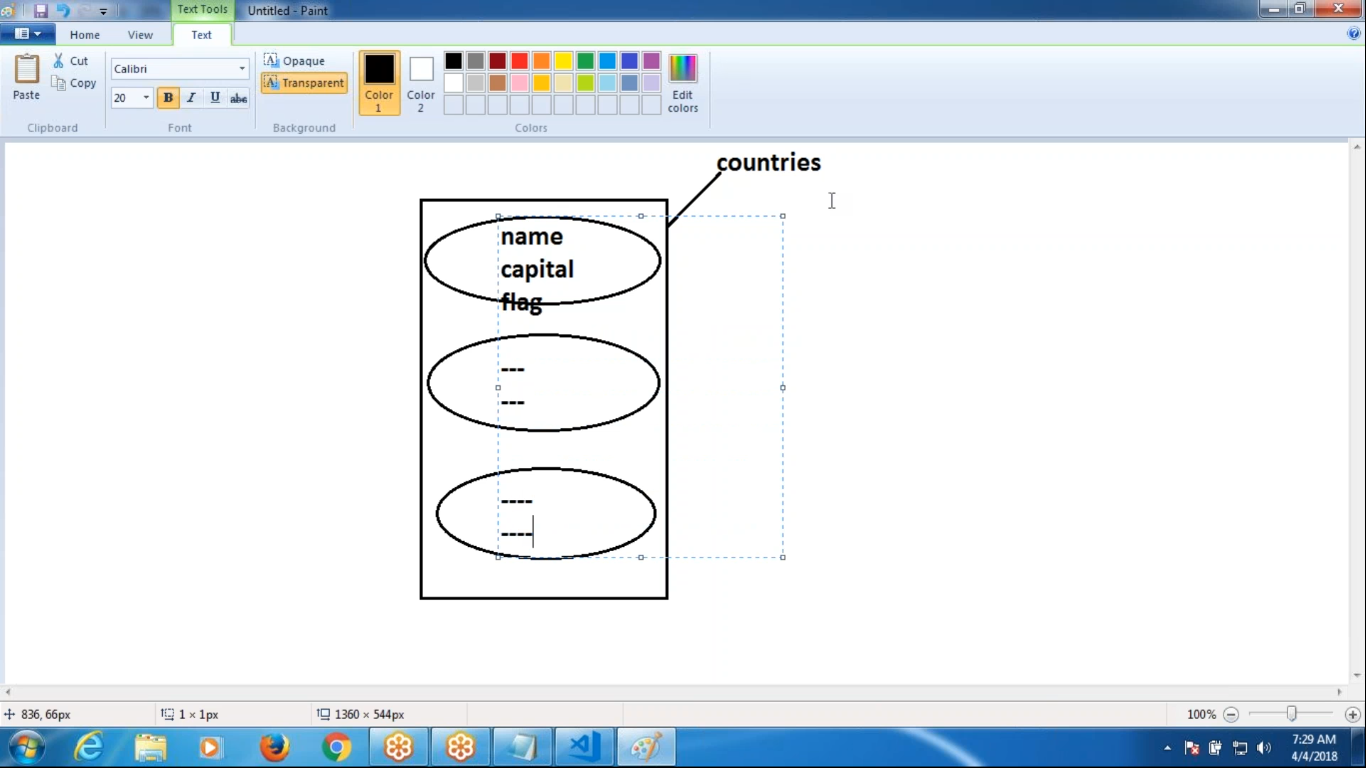 Text Tools
Untitled - Paint
Home
View
Text
Paste
Cut
Copy
Clipboard
Calibri
20
B
I
U
abc
Font
Opaque
Transparent
Background
Color
1
Color
2
Edit
colors
Colors
countries
name
capital
flag
---
---
----
----
836, 66px
1 × 1px
1360 × 544px
100%
7:29 AM
4/4/2018